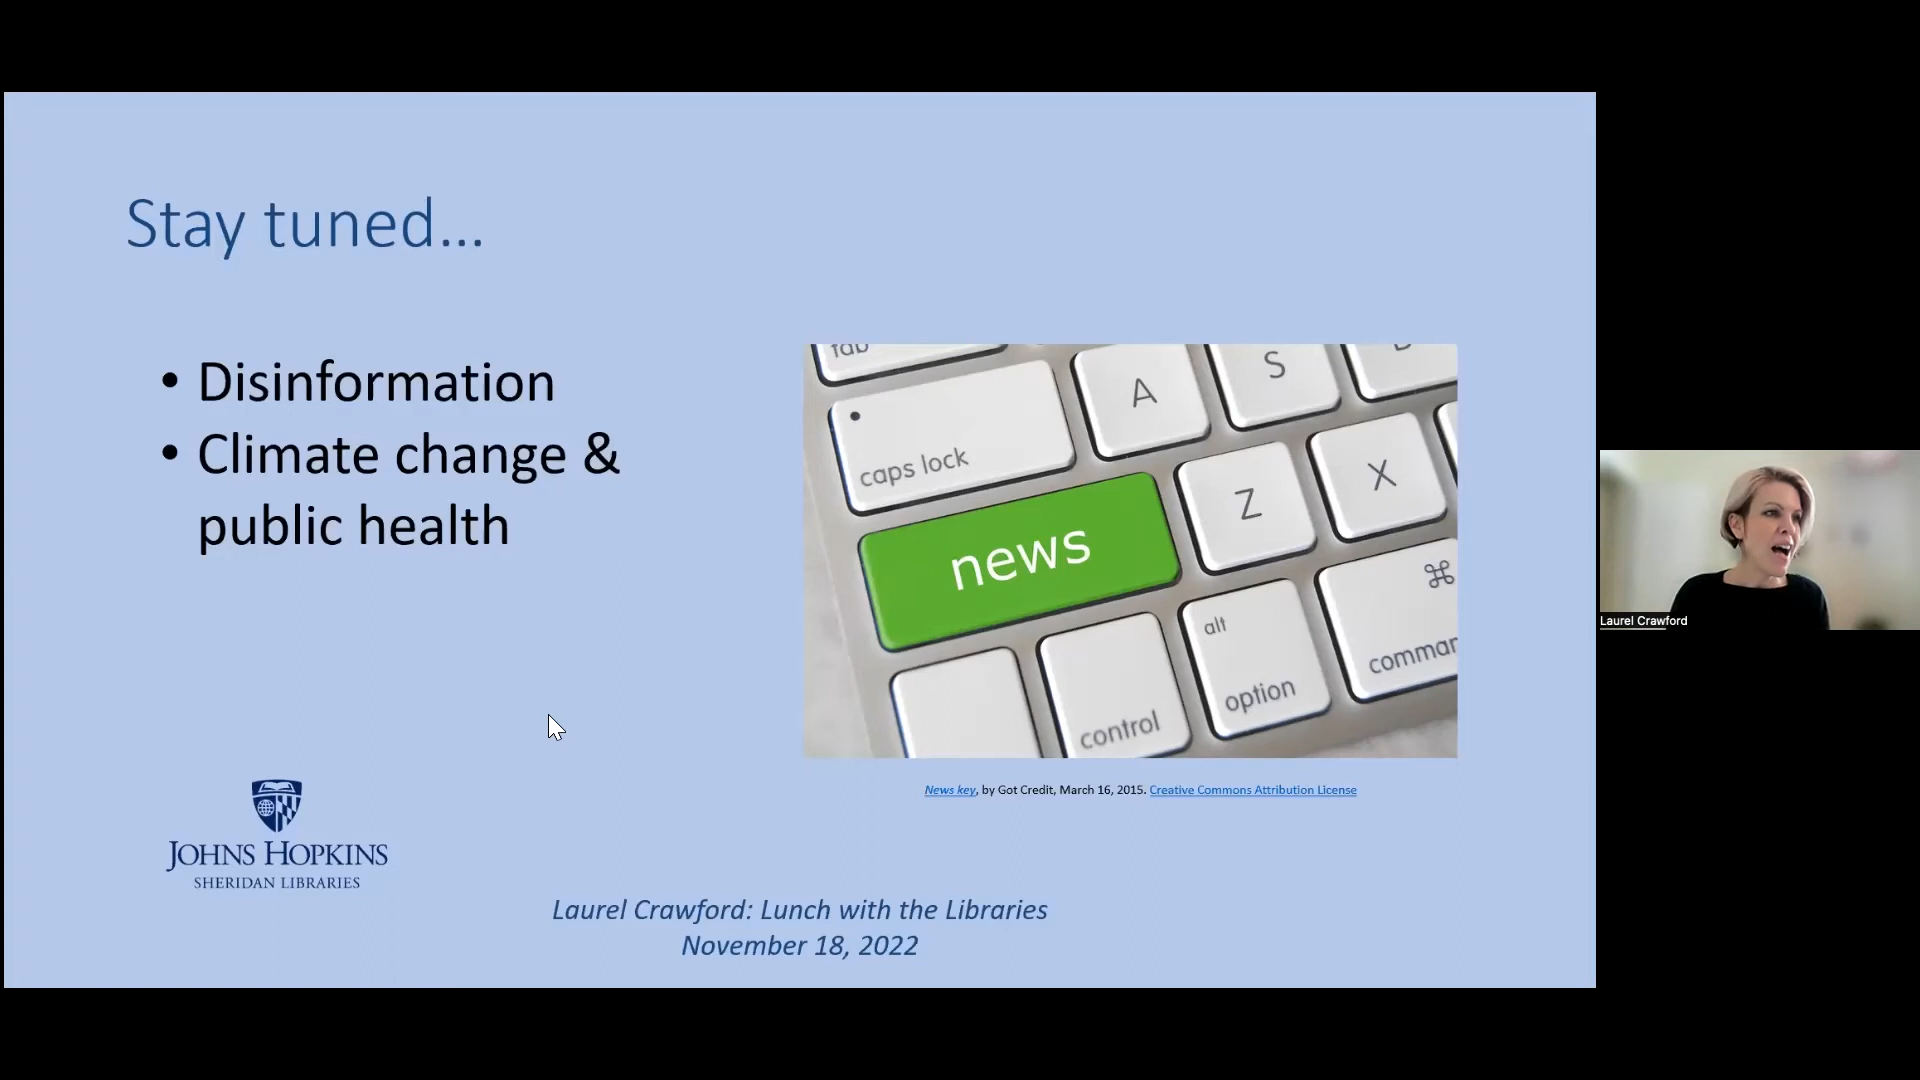 Stay tuned...
• Disinformation
• Climate change &
public health
tab
caps lock
A
S
news
Z
X
⌘
alt
option
control
News key, by Got Credit, March 16, 2015. Creative Commons Attribution License
JOHNS HOPKINS
SHERIDAN LIBRARIES
Laurel Crawford: Lunch with the Libraries
November 18, 2022
Laurel Crawford